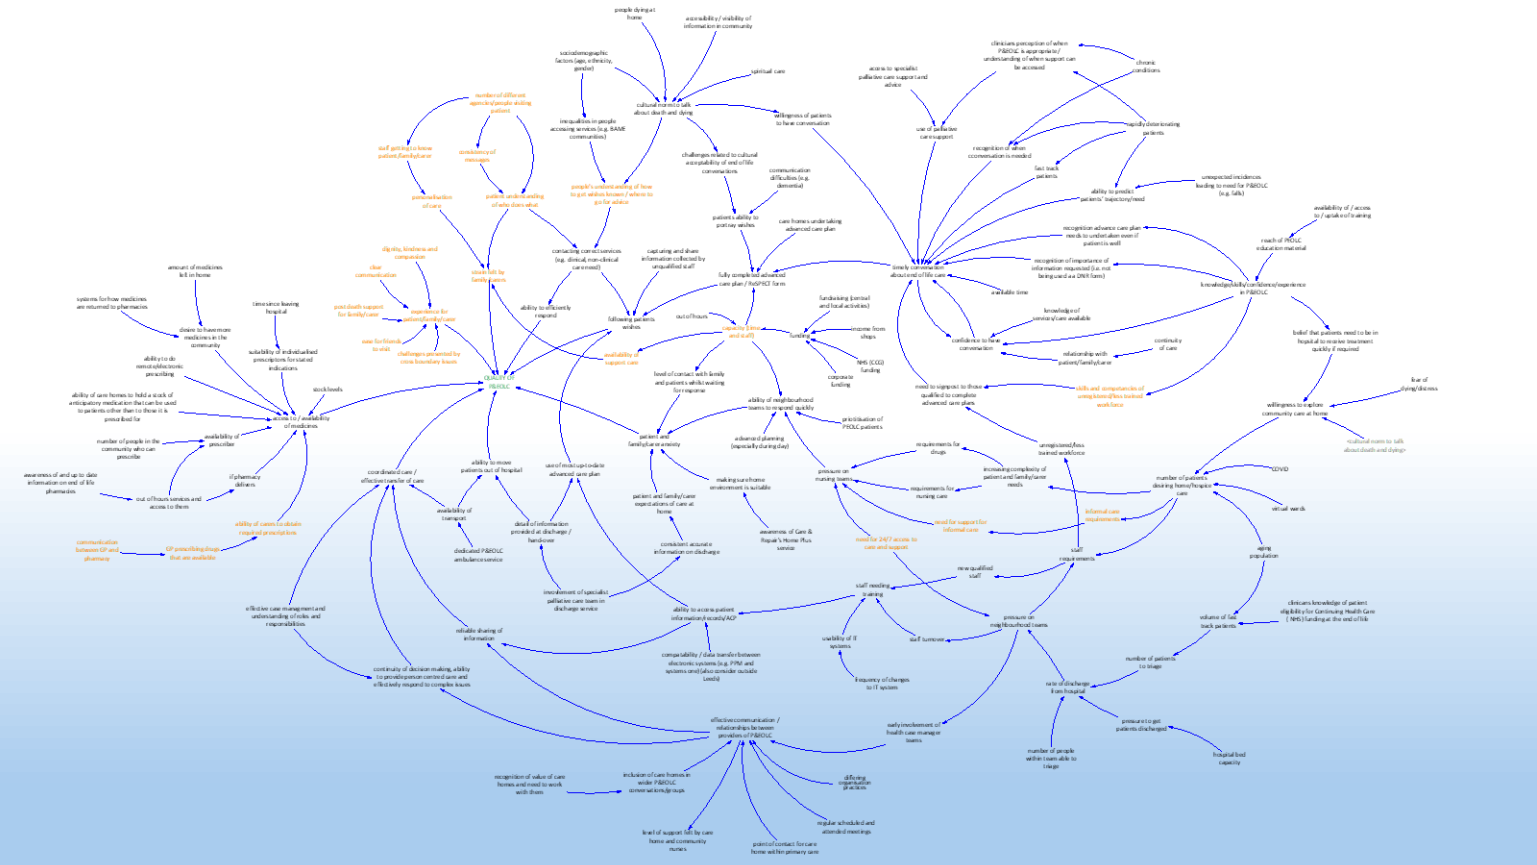 people dying at
home
accessibility / visibility of
information in community
sociodemographic
factors (age, ethnicity,
gender)
spiritual care
access to specialist
palliative care support and
advice
clinicians perception of when
P&EOLC is appropriate /
understanding of when support can
be accessed
chronic
conditions
number of different
agencies/people visiting
patient
cultural norm to talk
about death and dying
willingness of patients
to have conversation
inequalities in people
accessing services (e.g. BAME
communities)
use of palliative
care support
rapidly deteriorating
patients
staff getting to know
patient/family/carer
consistency of
messages
challenges related to cultural
acceptability of end of life
conversations
recognition of when
cconversation is needed
fast track
patients
communication
difficulties (e.g.
dementia)
unexpected incidences
leading to need for P&EOLC
(e.g. falls)
personalisation
of care
patient understanding
of who does what
people's understanding of how
to get wishes known / where to
go for advice
ability to predict
patients' trajectory/need
patients ability to
portray wishes
care homes undertaking
advanced care plan
availability of / access
to / uptake of training
recognition advance care plan
needs to undertaken even if
patient is well
reach of PEOLC
education material
dignity, kindness and
compassion
contacting correct services
(e.g. clinical, non-clinical
care need)
capturing and share
information collected by
unqualified staff
clear
communication
strain felt by
family/carers
fully completed advanced
care plan / ReSPECT form
timely conversation
about end of life care
recognition of importance of
information requested (i.e. not
being used as a DNR form)
knowledge/skills/confidence/experience
in P&EOLC
amount of medicines
left in home
available time
systems for how medicines
are returned to pharmacies
time since leaving
hospital
post death support
for family/carer
experience for
patient/family/carer
ability to efficiently
respond
following patients
wishes
out of hours
fundraising (central
and local activities)
knowledge of
services/care available
desire to have more
medicines in the
community
capacity (time
and staff)
funding
income from
shops
confidence to have
conversation
belief that patients need to be in
hospital to receive treatment
quickly if required
ease for friends
to visit
challenges presented by
cross boundary issues
availability of
support care
relationship with
patient/family/carer
continuity
of care
ability to do
remote/electronic
prescribing
suitability of individualised
prescriptions for stated
indications
NHS (CCG)
funding
corporate
funding
QUALITY OF
P&EOLC
level of contact with family
and patients whilst waiting
for response
need to signpost to those
qualified to complete
advanced care plans
skills and competencies of
unregistered/less trained
workforce
fear of
dying/distress
stock levels
ability of care homes to hold a stock of
anticipatory medication that can be used
to patients other than to those it is
prescribed for
ability of neighbourhood
teams to respond quickly
willingness to explore
community care at home
access to / availability
of medicines
prioritisation of
PEOLC patients
number of people in the
community who can
prescribe
availability of
prescriber
patient and
family/carer anxiety
advanced planning
(especially during day)
requirements for
drugs
unregistered/less
trained workforce
<cultural norm to talk
about death and dying>
awareness of and up to date
information on end of life
pharmacies
if pharmacy
delivers
coordinated care /
effective transfer of care
ability to move
patients out of hospital
use of most up-to-date
advanced care plan
making sure home
environment is suitable
pressure on
nursing teams
increasing complexity of
patient and family/carer
needs
number of patients
desiring home/hospice
care
COVID
requirements for
nursing care
out of hours services and
access to them
patient and family/care
expectations of care at
home
virtual wards
availability of
transport
detail of information
provided at discharge /
handover
informal care
requirements
need for support for
informal care
ability of carers to obtain
required prescriptions
awareness of Care &
Repair's Home Plus
service
need for 24/7 access to
care and support
communication
between GP and
pharmacy
GP prescribing drugs
that are available
dedicated P&EOLC
ambulance service
consistent accurate
information on discharge
staff
requirements
aging
population
new qualified
staff
staff needing
training
involvement of specialist
palliative care team in
discharge service
effective case management and
understanding of roles and
responsibilities
ability to access patient
information/records/ACP
pressure on
neighbourhood teams
volume of fast
track patients
clinicians knowledge of patient
eligibility for Continuing Health Care
( NHS) funding at the end of life
reliable sharing of
information
usability of IT
systems
staff turnover
compatability / data transfer between
electronic systems (e.g. PPM and
systems one) (also consider outside
Leeds)
number of patients
to triage
continuity of decision making, ability
to provide person centred care and
effectively respond to complex issues
frequency of changes
to IT system
rate of discharge
from hospital
effective communication /
relationships between
providers of P&EOLC
early involvement of
health case manager
teams
pressure to get
patients discharged
number of people
within team able to
triage
hospital bed
capacity
recognition of value of care
homes and need to work
with them
inclusion of care homes in
wider P&EOLC
conversations/groups
differing
organisation
practices
level of support felt by care
home and community
nurses
regular scheduled and
attended meetings
point of contact for care
home within primary care